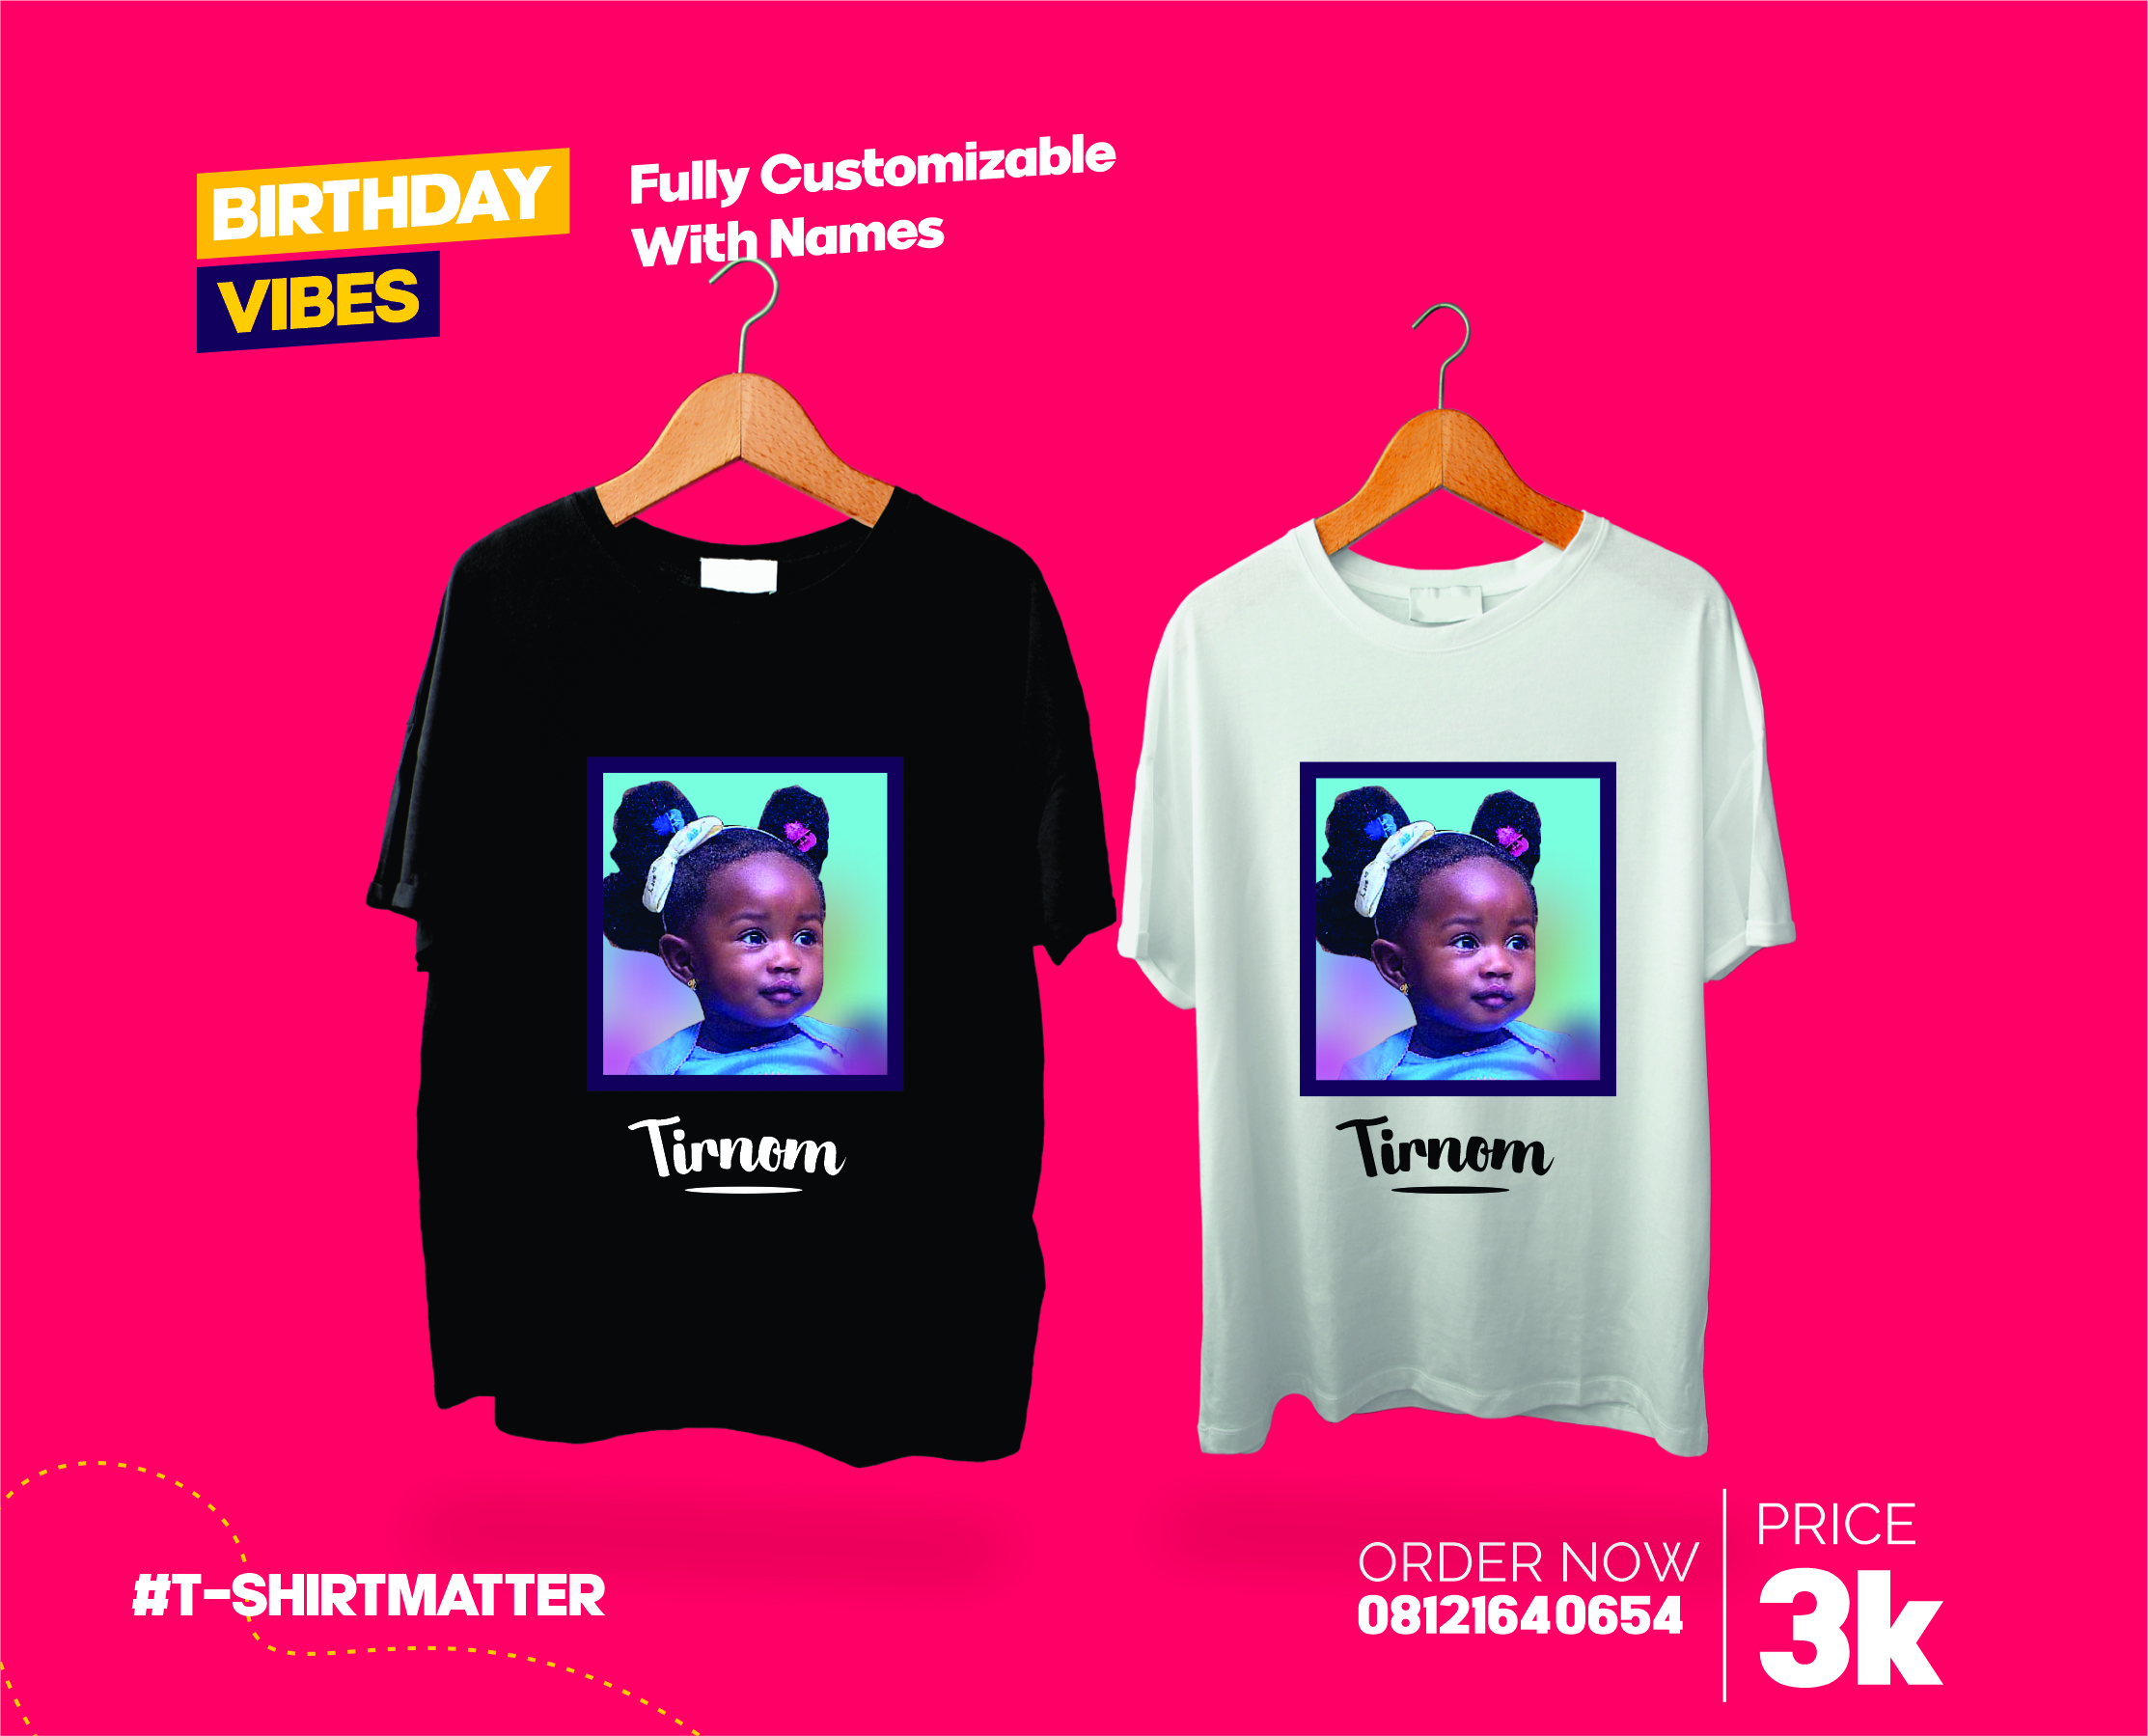 BIRTHDAY
VIBES
Fully Customizable
With Names
Tirnom
Tirnom
#T-SHIRTMATTER
ORDER NOW
08121640654
PRICE
3k